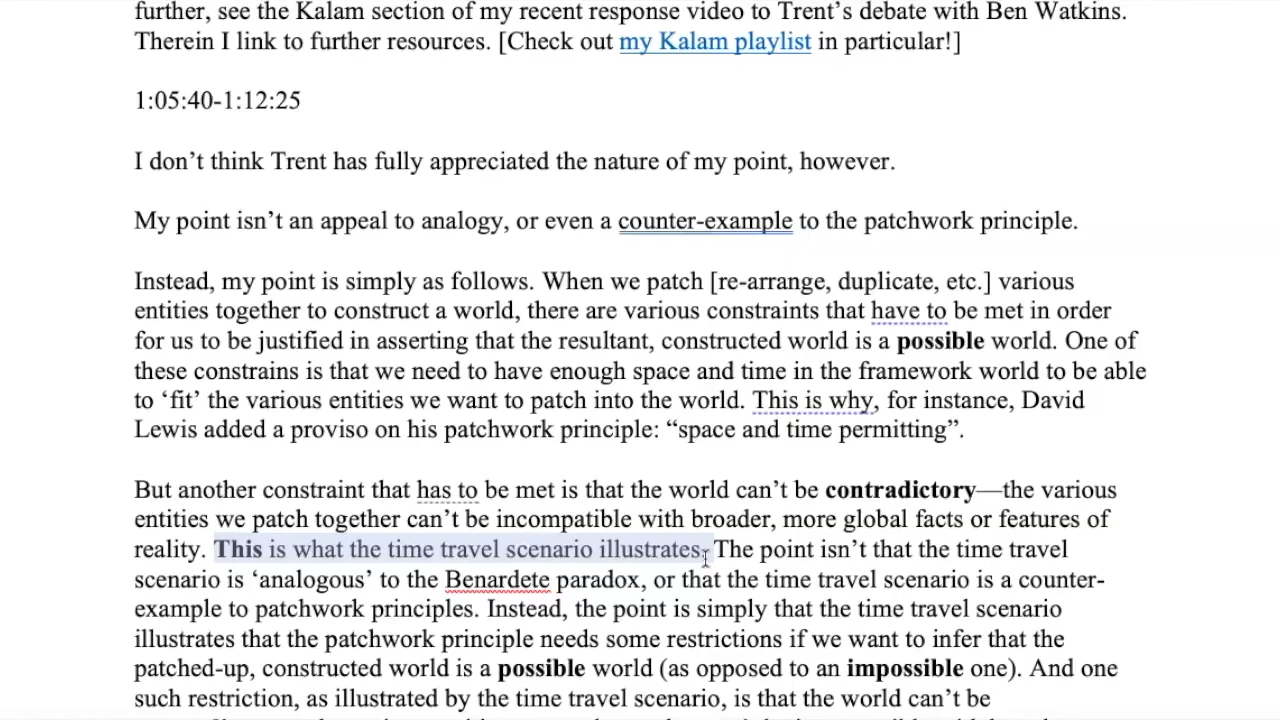 further, see the Kalam section of my recent response video to Trent’s debate with Ben Watkins.
Therein I link to further resources. [Check out my Kalam playlist in particular!]
1:05:40-1:12:25
I don’t think Trent has fully appreciated the nature of my point, however.
My point isn’t an appeal to analogy, or even a counter-example to the patchwork principle.
Instead, my point is simply as follows. When we patch [re-arrange, duplicate, etc.] various
entities together to construct a world, there are various constraints that have to be met in order
for us to be justified in asserting that the resultant, constructed world is a possible world. One of
these constrains is that we need to have enough space and time in the framework world to be able
to ‘fit’ the various entities we want to patch into the world. This is why, for instance, David
Lewis added a proviso on his patchwork principle: “space and time permitting”.
But another constraint that has to be met is that the world can’t be contradictory—the various
entities we patch together can’t be incompatible with broader, more global facts or features of
reality. This is what the time travel scenario illustrates. The point isn’t that the time travel
scenario is ‘analogous’ to the Benardete paradox, or that the time travel scenario is a counter-
example to patchwork principles. Instead, the point is simply that the time travel scenario
illustrates that the patchwork principle needs some restrictions if we want to infer that the
patched-up, constructed world is a possible world (as opposed to an impossible one). And one
such restriction, as illustrated by the time travel scenario, is that the world can’t be